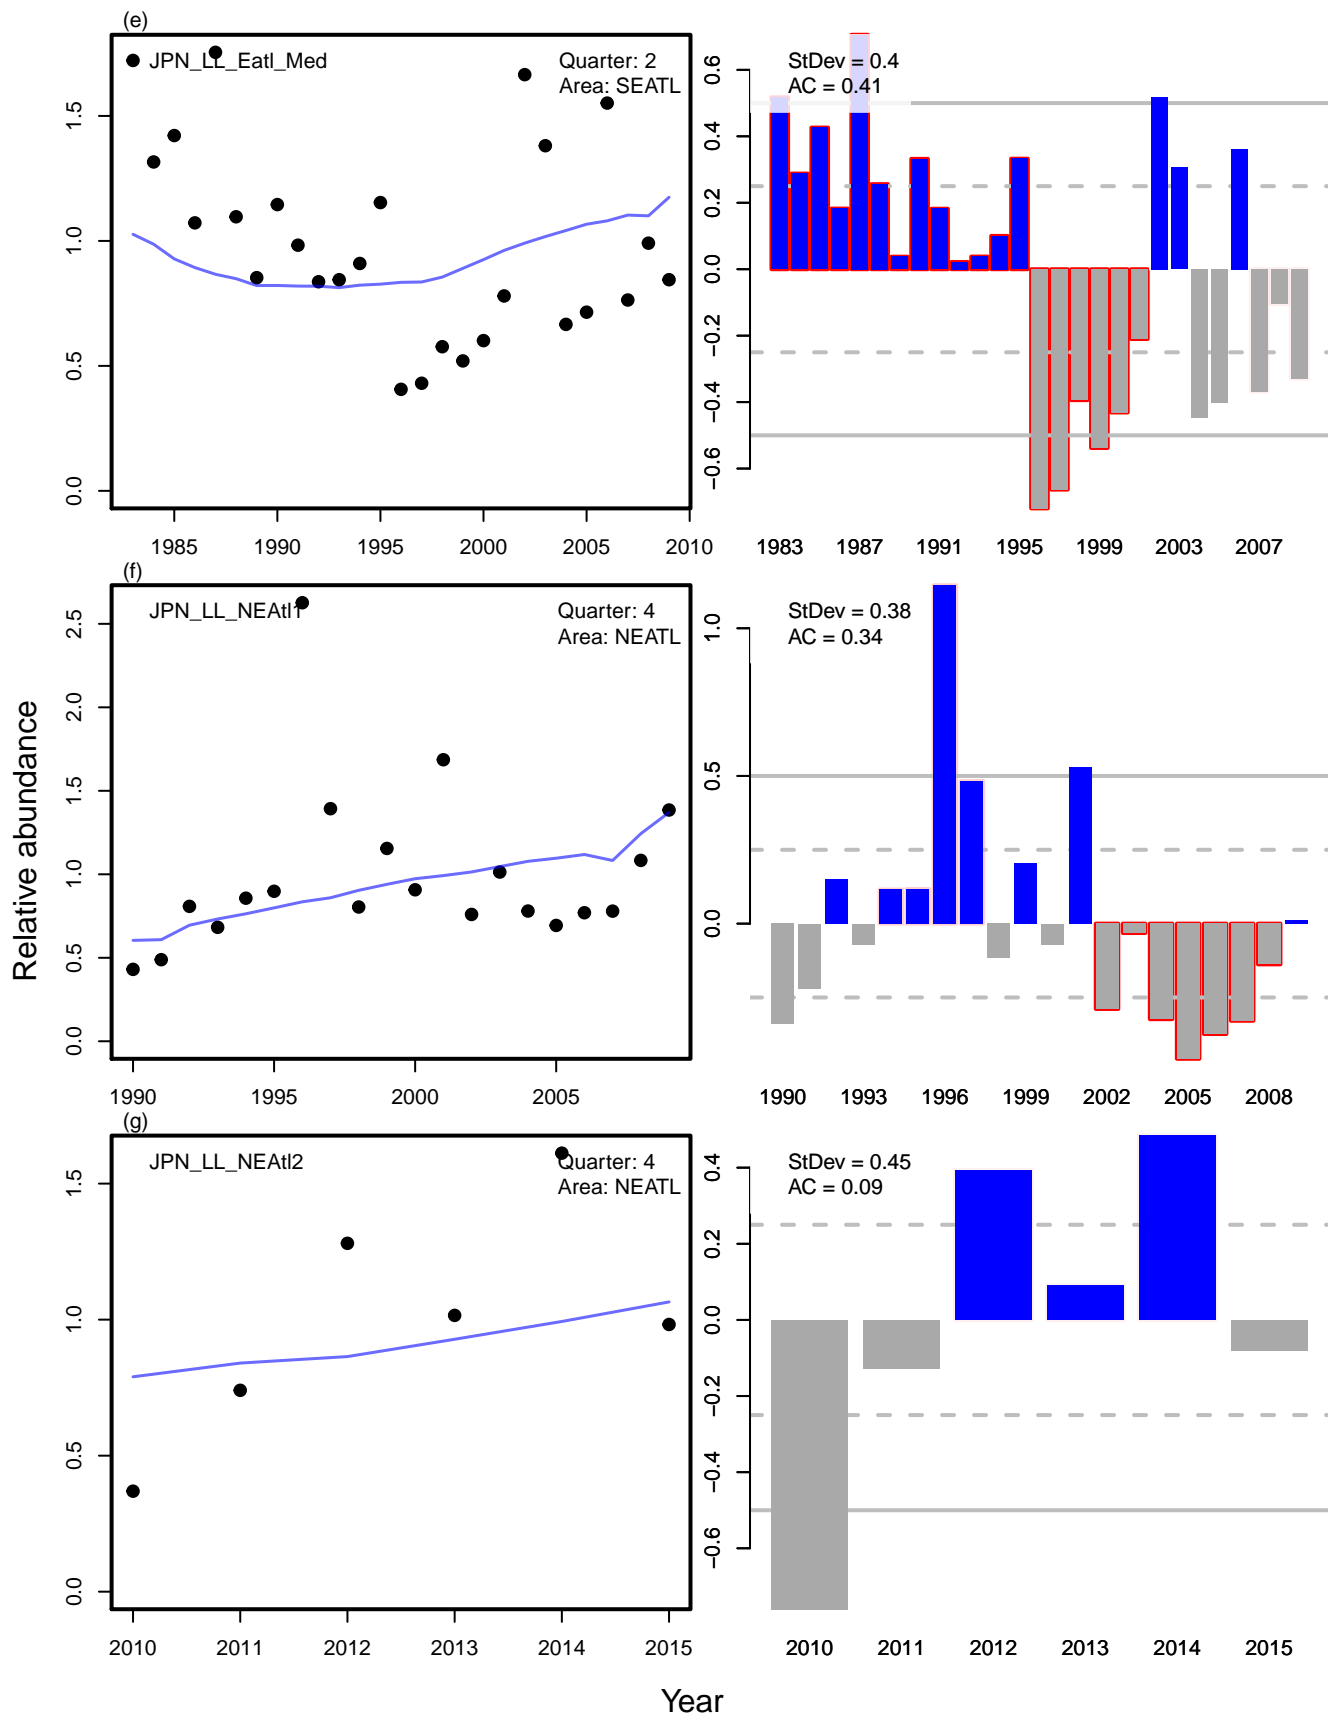 (e)
JPN_LL_Eatl_Med
Quarter: 2
Area: SEATL
StDev = 0.4
AC = 0.41
0.0 0.5 1.0 1.5
1985 1990 1995 2000 2005 2010
−0.6 −0.4 −0.2 0.0 0.2 0.4 0.6
1983 1987 1991 1995 1999 2003 2007
(f)
JPN_LL_NEAtl1
Quarter: 4
Area: NEATL
StDev = 0.38
AC = 0.34
0.0 0.5 1.0 1.5 2.0 2.5
1990 1995 2000 2005
0.0 0.5 1.0
1990 1993 1996 1999 2002 2005 2008
Relative abundance
(g)
JPN_LL_NEAtl2
Quarter: 4
Area: NEATL
StDev = 0.45
AC = 0.09
0.0 0.5 1.0 1.5
2010 2011 2012 2013 2014 2015
−0.6 −0.4 −0.2 0.0 0.2 0.4
2010 2011 2012 2013 2014 2015
Year